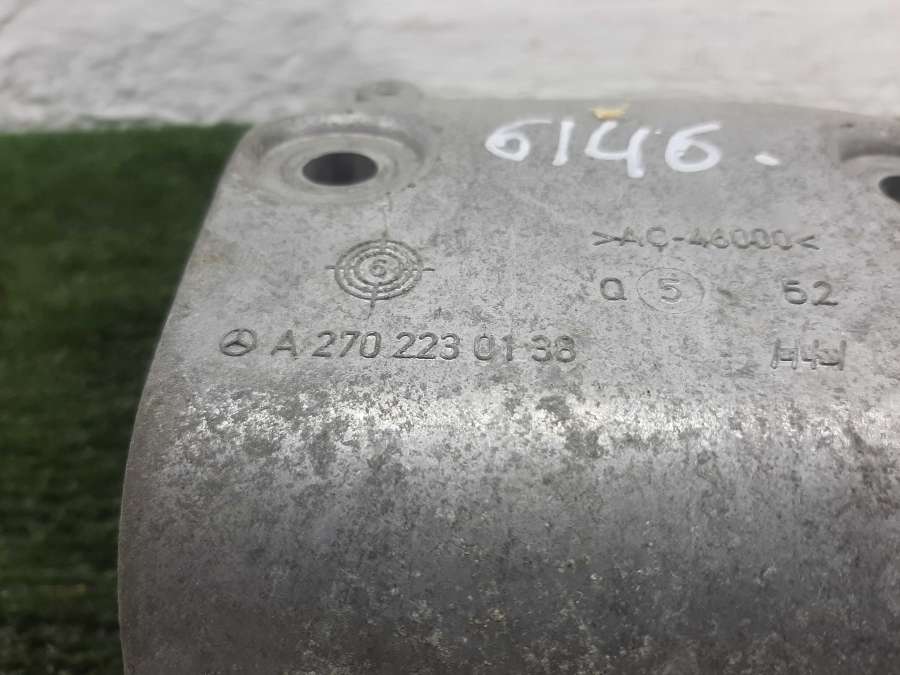 6146.
>AC-46000<
Q 5 52
A 270 223 01 38